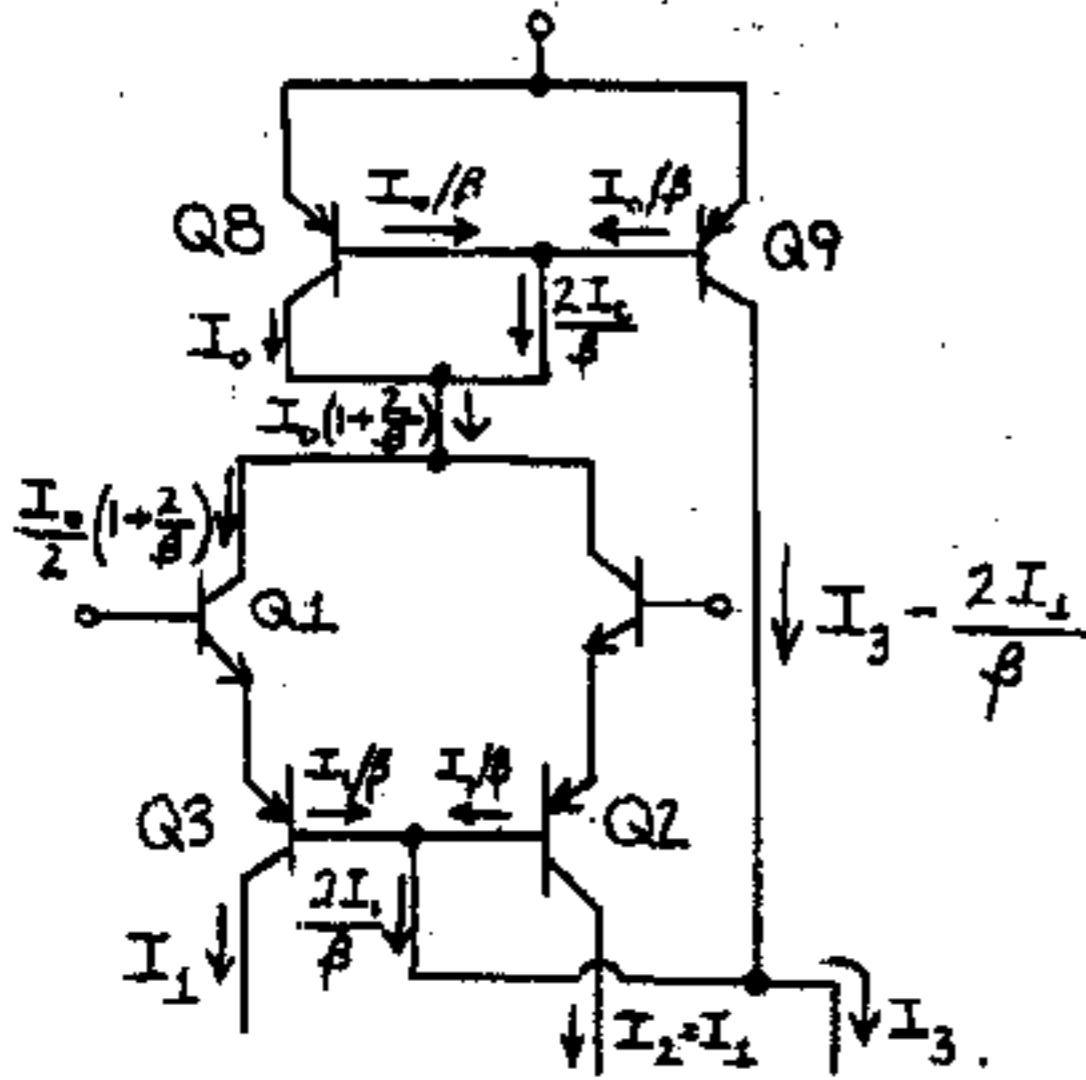 I₀/β I₀/β
Q8 Q9
I₀ 2I₀/β
I₀(1+2/β)
I₀/2 (1+2/β)
Q1
I₃ - 2I₁/β
I₁/β I₁/β
Q3 Q2
2I₁/β
I₁
I₂=I₁ I₃.